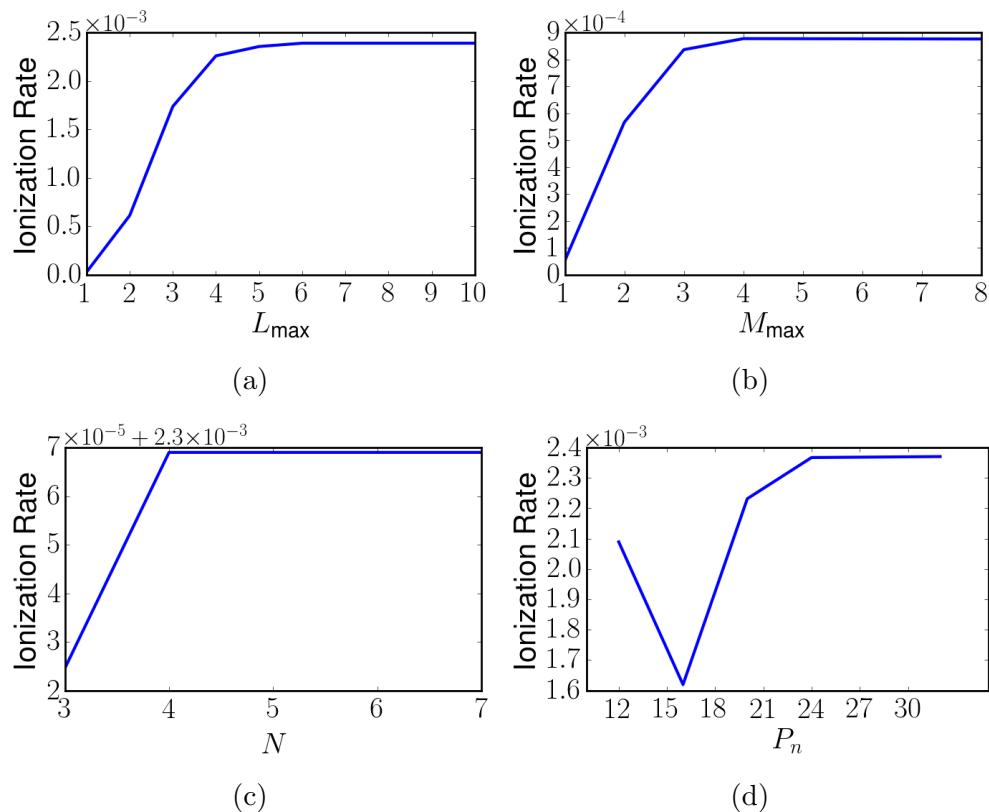 ×10⁻³
2.5
2.0
1.5
1.0
0.5
0.0
Ionization Rate
1 2 3 4 5 6 7 8 9 10
L_max
(a)
×10⁻⁴
9
8
7
6
5
4
3
2
1
0
Ionization Rate
1 2 3 4 5 6 7 8
M_max
(b)
×10⁻⁵ + 2.3×10⁻³
7
6
5
4
3
2
Ionization Rate
3 4 5 6 7
N
(c)
×10⁻³
2.4
2.3
2.2
2.1
2.0
1.9
1.8
1.7
1.6
Ionization Rate
12 15 18 21 24 27 30
P_n
(d)